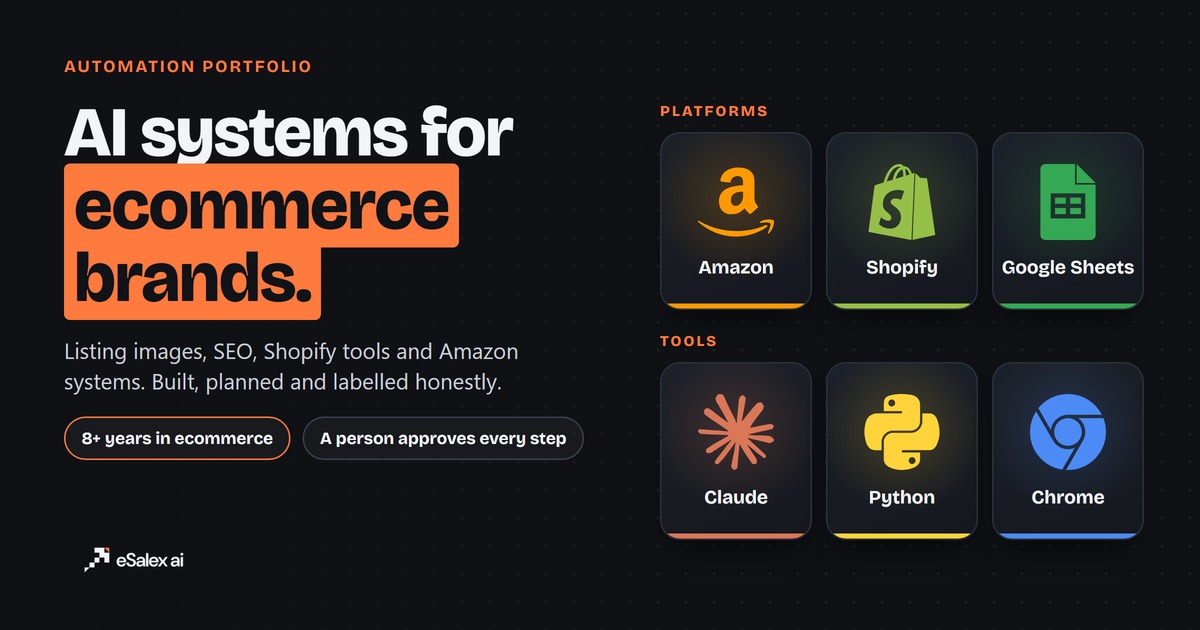 AUTOMATION PORTFOLIO
AI systems for
ecommerce
brands.
Listing images, SEO, Shopify tools and Amazon
systems. Built, planned and labelled honestly.
8+ years in ecommerce
A person approves every step
eSalex ai
PLATFORMS
Amazon
Shopify
Google Sheets
TOOLS
Claude
Python
Chrome